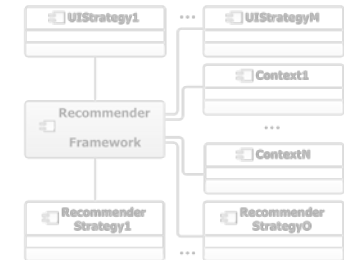 UIStrategy1
...
UIStrategyM
Context1
Recommender
Framework
...
ContextN
Recommender
Strategy1
Recommender
StrategyO
...